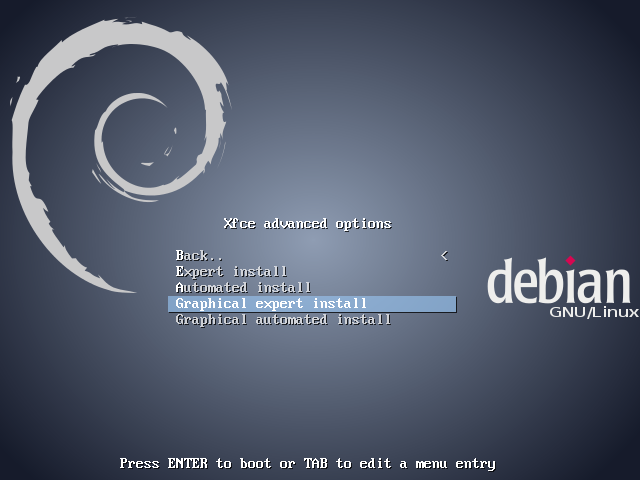 Xfce advanced options
Back.. <
Expert install
Automated install
Graphical expert install
Graphical automated install
debian
GNU/Linux
Press ENTER to boot or TAB to edit a menu entry